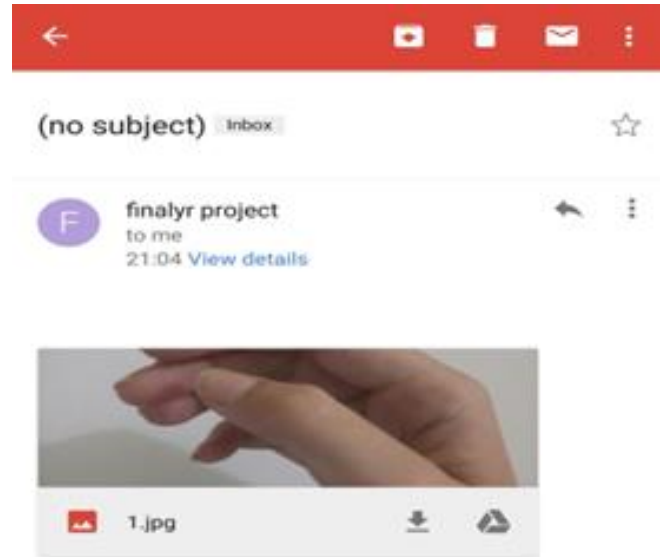 (no subject) Inbox
F
finalyr project
to me
21:04 View details
1.jpg